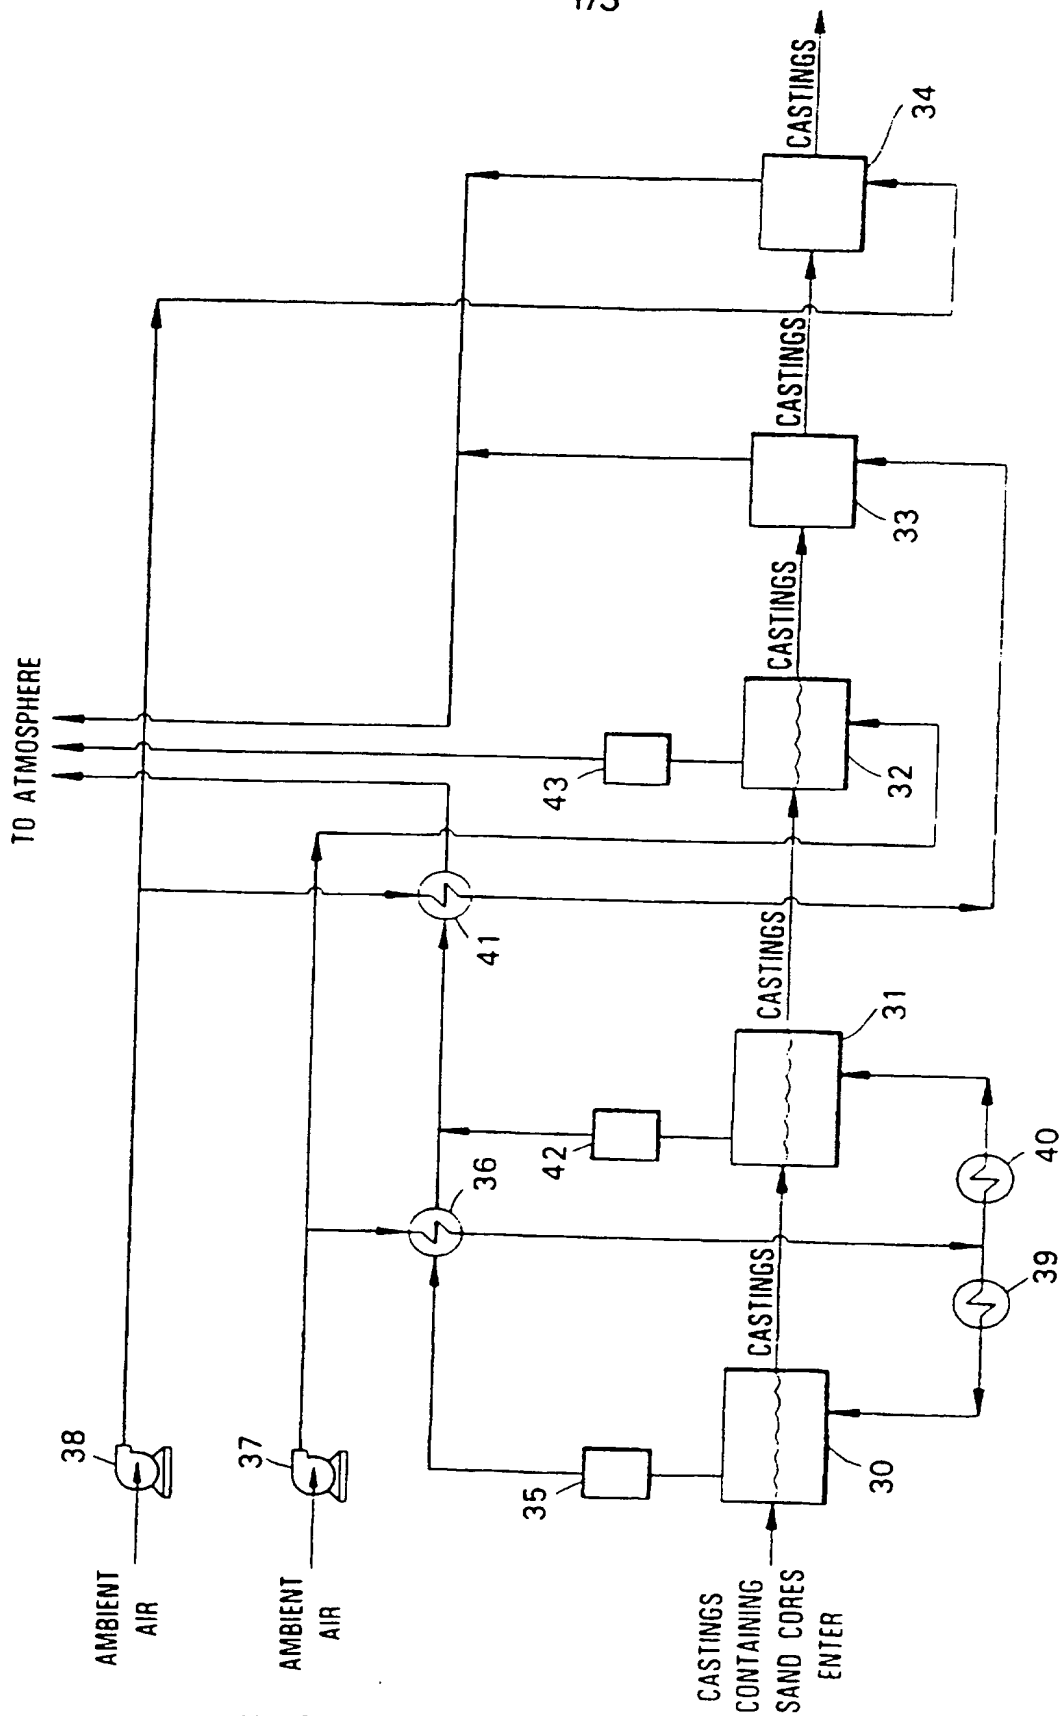 TO ATMOSPHERE
AMBIENT
AIR
38
AMBIENT
AIR
37
36
41
35
42
43
CASTINGS
CONTAINING
SAND CORES
ENTER
CASTINGS
CASTINGS
CASTINGS
CASTINGS
CASTINGS
30
31
32
33
34
39
40